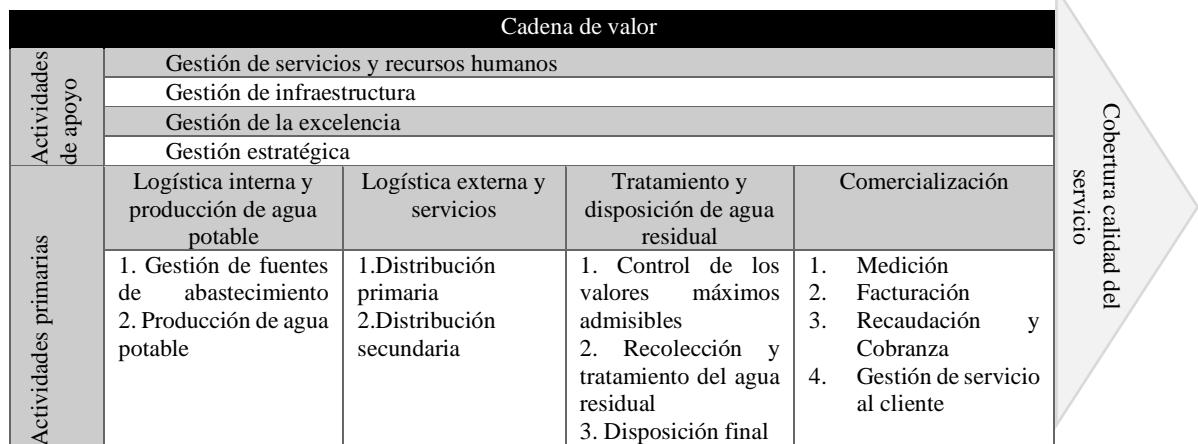 Cadena de valor
Actividades
de apoyo
Gestión de servicios y recursos humanos
Gestión de infraestructura
Gestión de la excelencia
Gestión estratégica
Actividades primarias
Logística interna y
producción de agua
potable
Logística externa y
servicios
Tratamiento y
disposición de agua
residual
Comercialización
1. Gestión de fuentes
de abastecimiento
2. Producción de agua
potable
1.Distribución
primaria
2.Distribución
secundaria
1. Control de los
valores máximos
admisibles
2. Recolección y
tratamiento del agua
residual
3. Disposición final
1. Medición
2. Facturación
3. Recaudación y
Cobranza
4. Gestión de servicio
al cliente
Cobertura calidad del
servicio